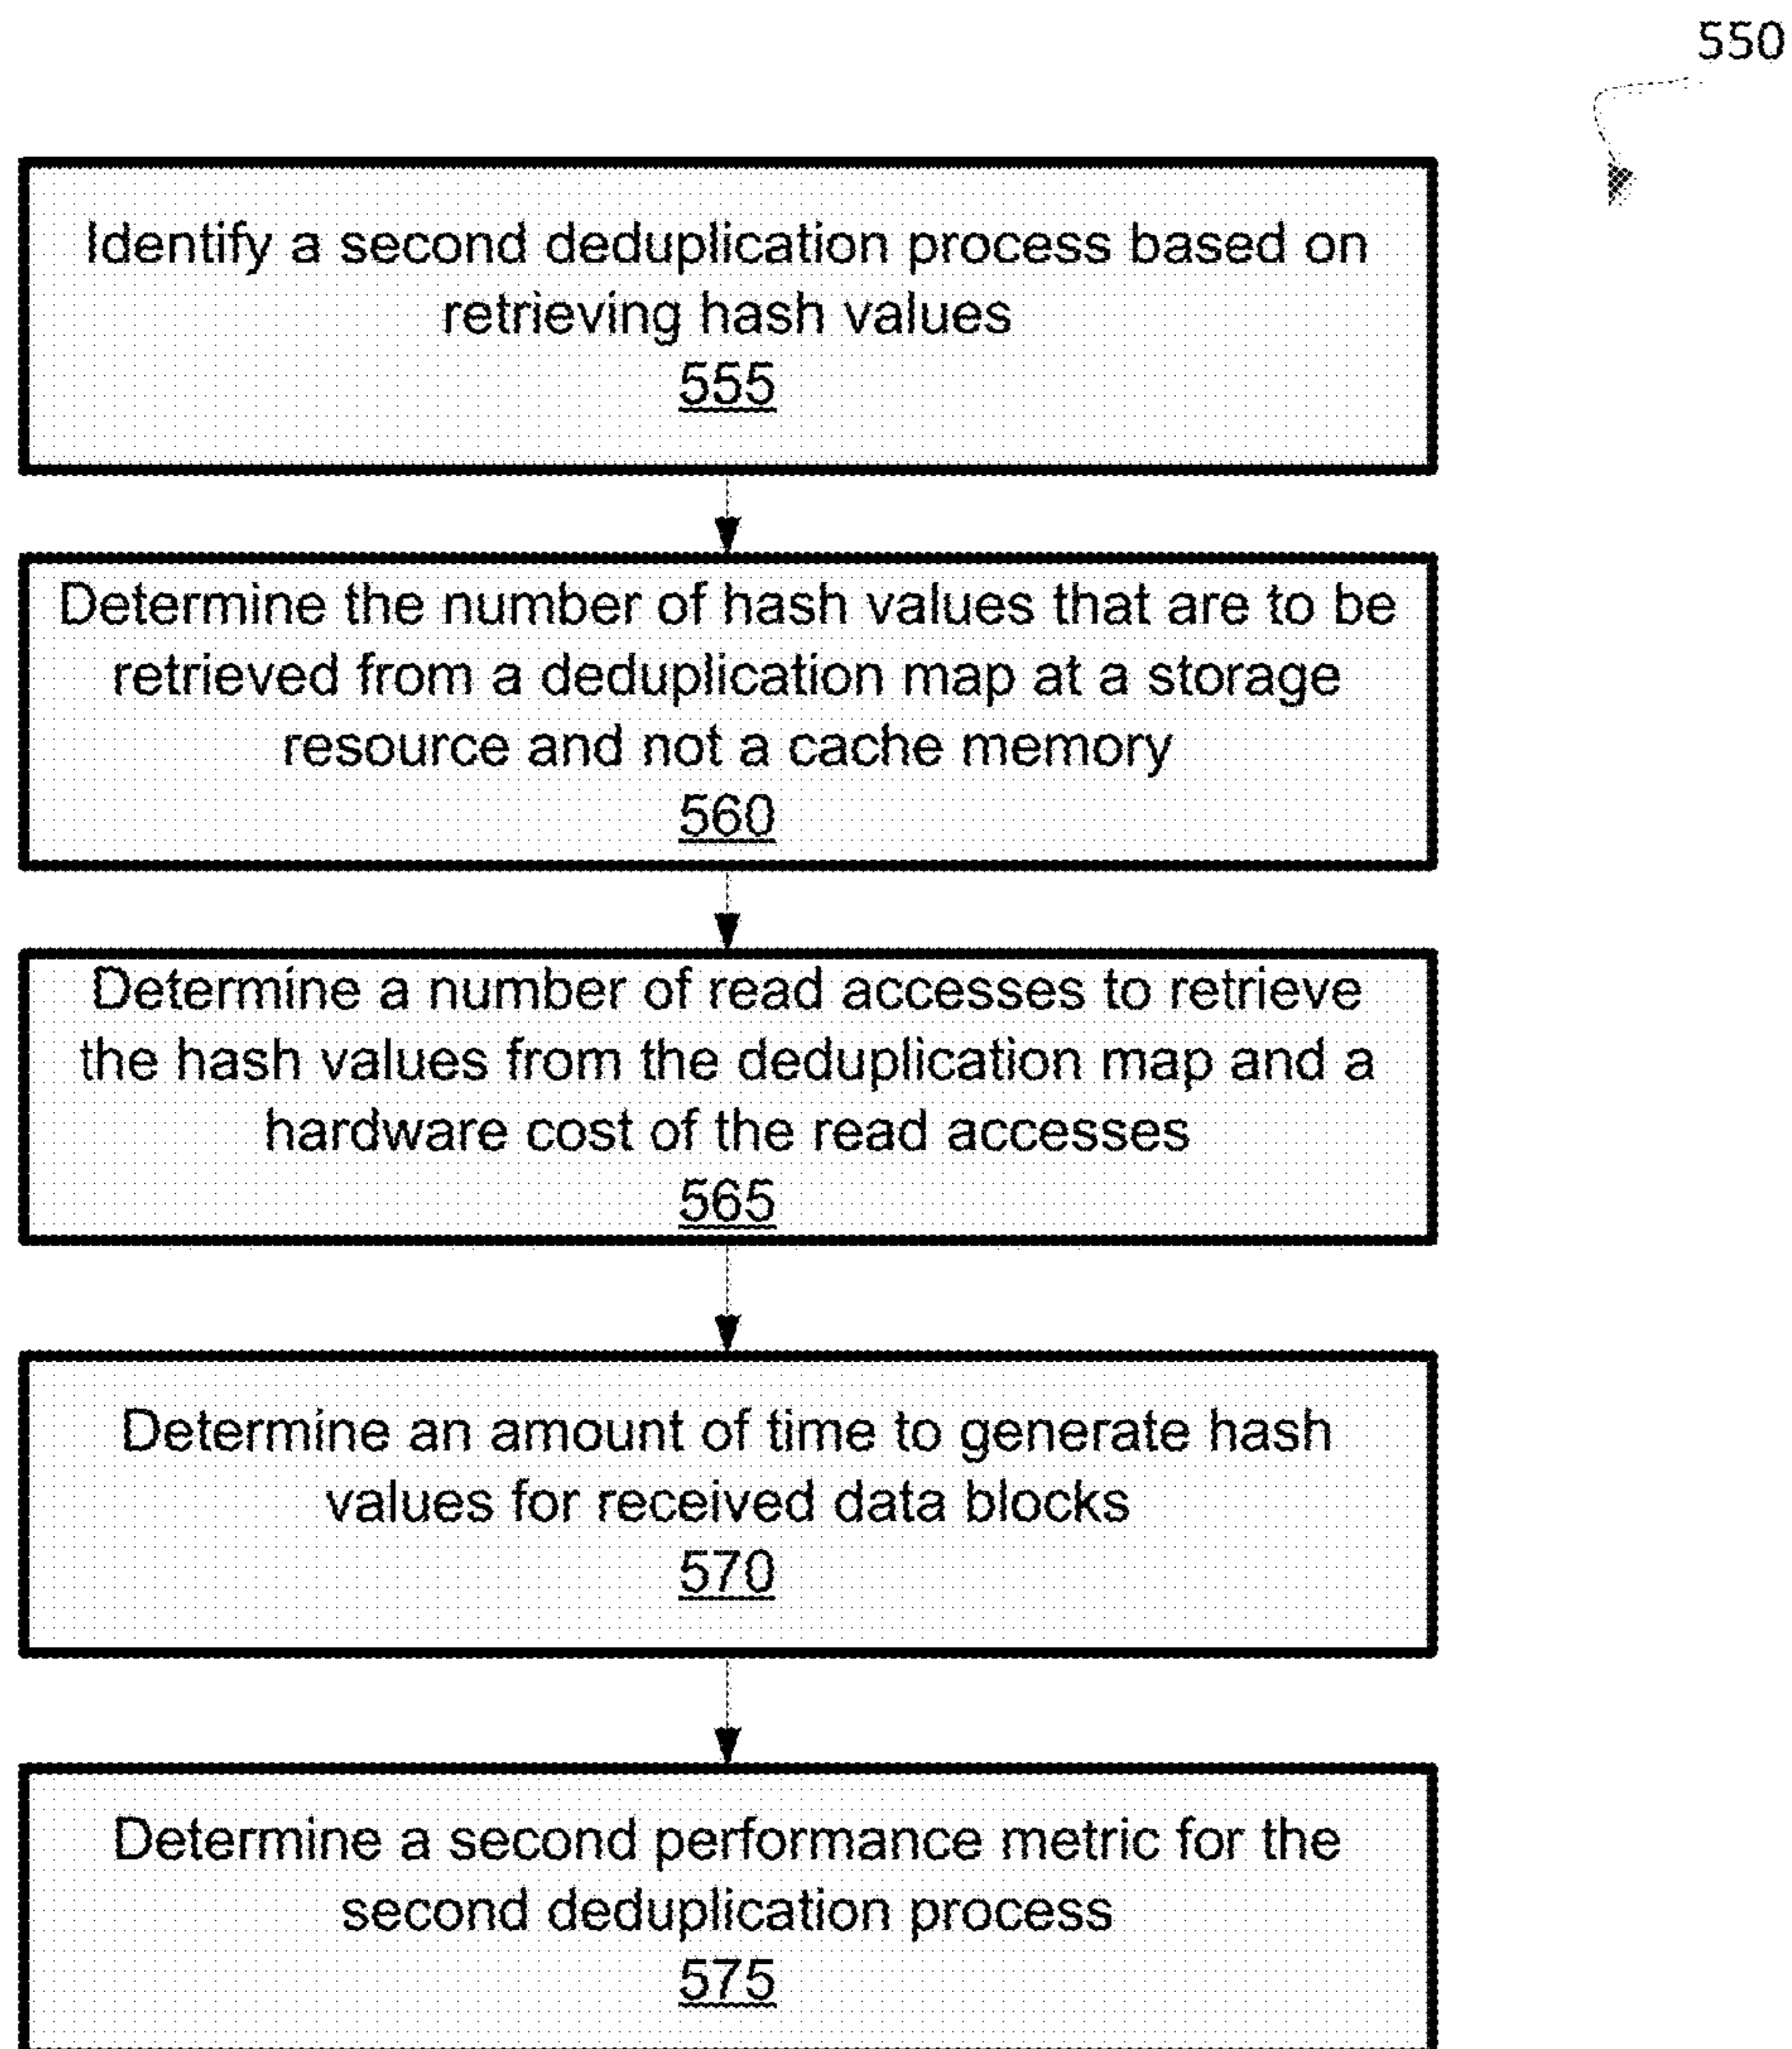 550
Identify a second deduplication process based on
retrieving hash values
555
Determine the number of hash values that are to be
retrieved from a deduplication map at a storage
resource and not a cache memory
560
Determine a number of read accesses to retrieve
the hash values from the deduplication map and a
hardware cost of the read accesses
565
Determine an amount of time to generate hash
values for received data blocks
570
Determine a second performance metric for the
second deduplication process
575